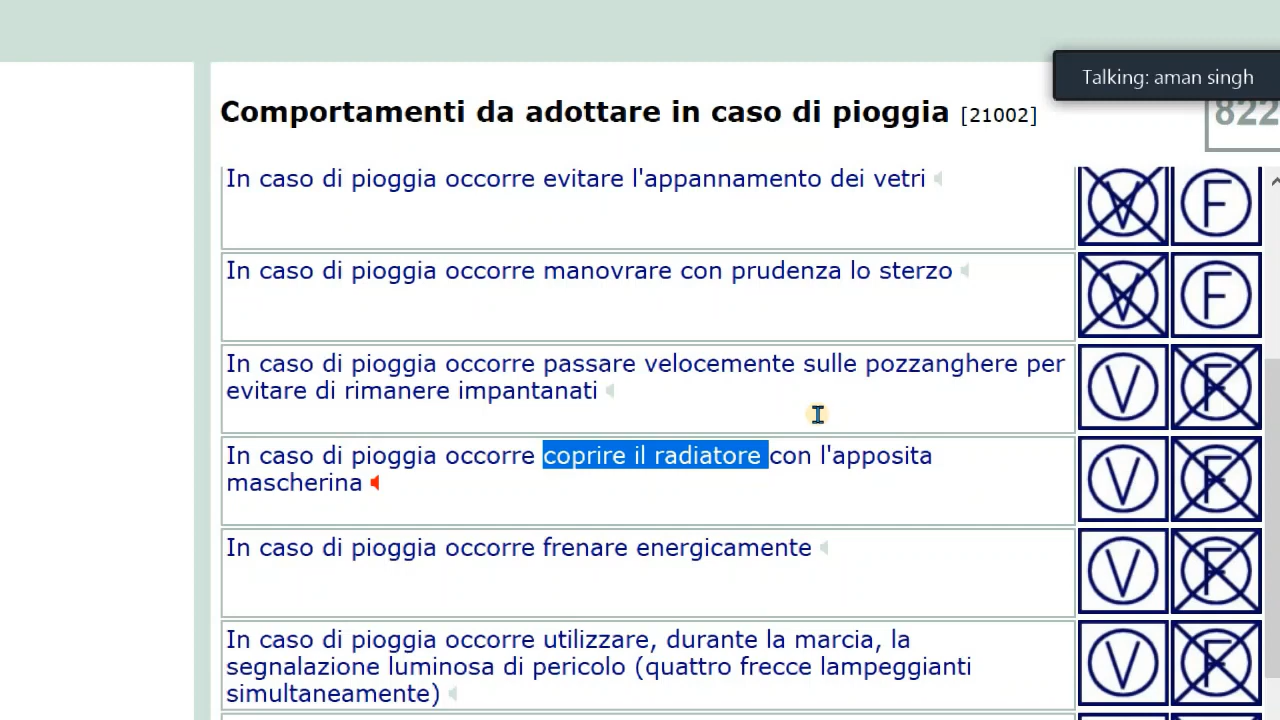 Talking: aman singh
Comportamenti da adottare in caso di pioggia [21002]
822
In caso di pioggia occorre evitare l'appannamento dei vetri
V F
In caso di pioggia occorre manovrare con prudenza lo sterzo
V F
In caso di pioggia occorre passare velocemente sulle pozzanghere per
evitare di rimanere impantanati
V F
In caso di pioggia occorre coprire il radiatore con l'apposita
mascherina
V F
In caso di pioggia occorre frenare energicamente
V F
In caso di pioggia occorre utilizzare, durante la marcia, la
segnalazione luminosa di pericolo (quattro frecce lampeggianti
simultaneamente)
V F